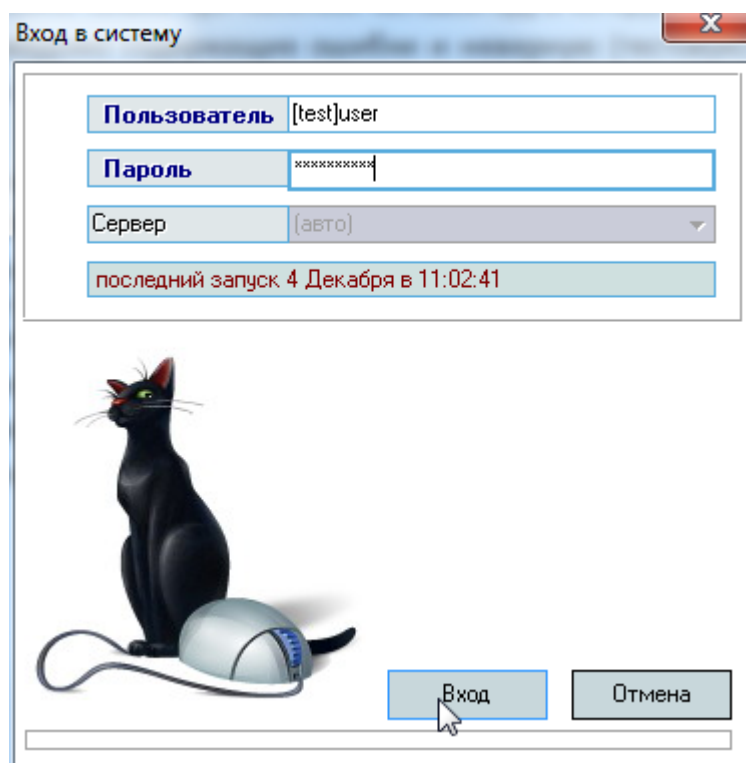 Вход в систему
Пользователь [test]user
Пароль **********
Сервер (авто)
последний запуск 4 Декабря в 11:02:41
Вход Отмена